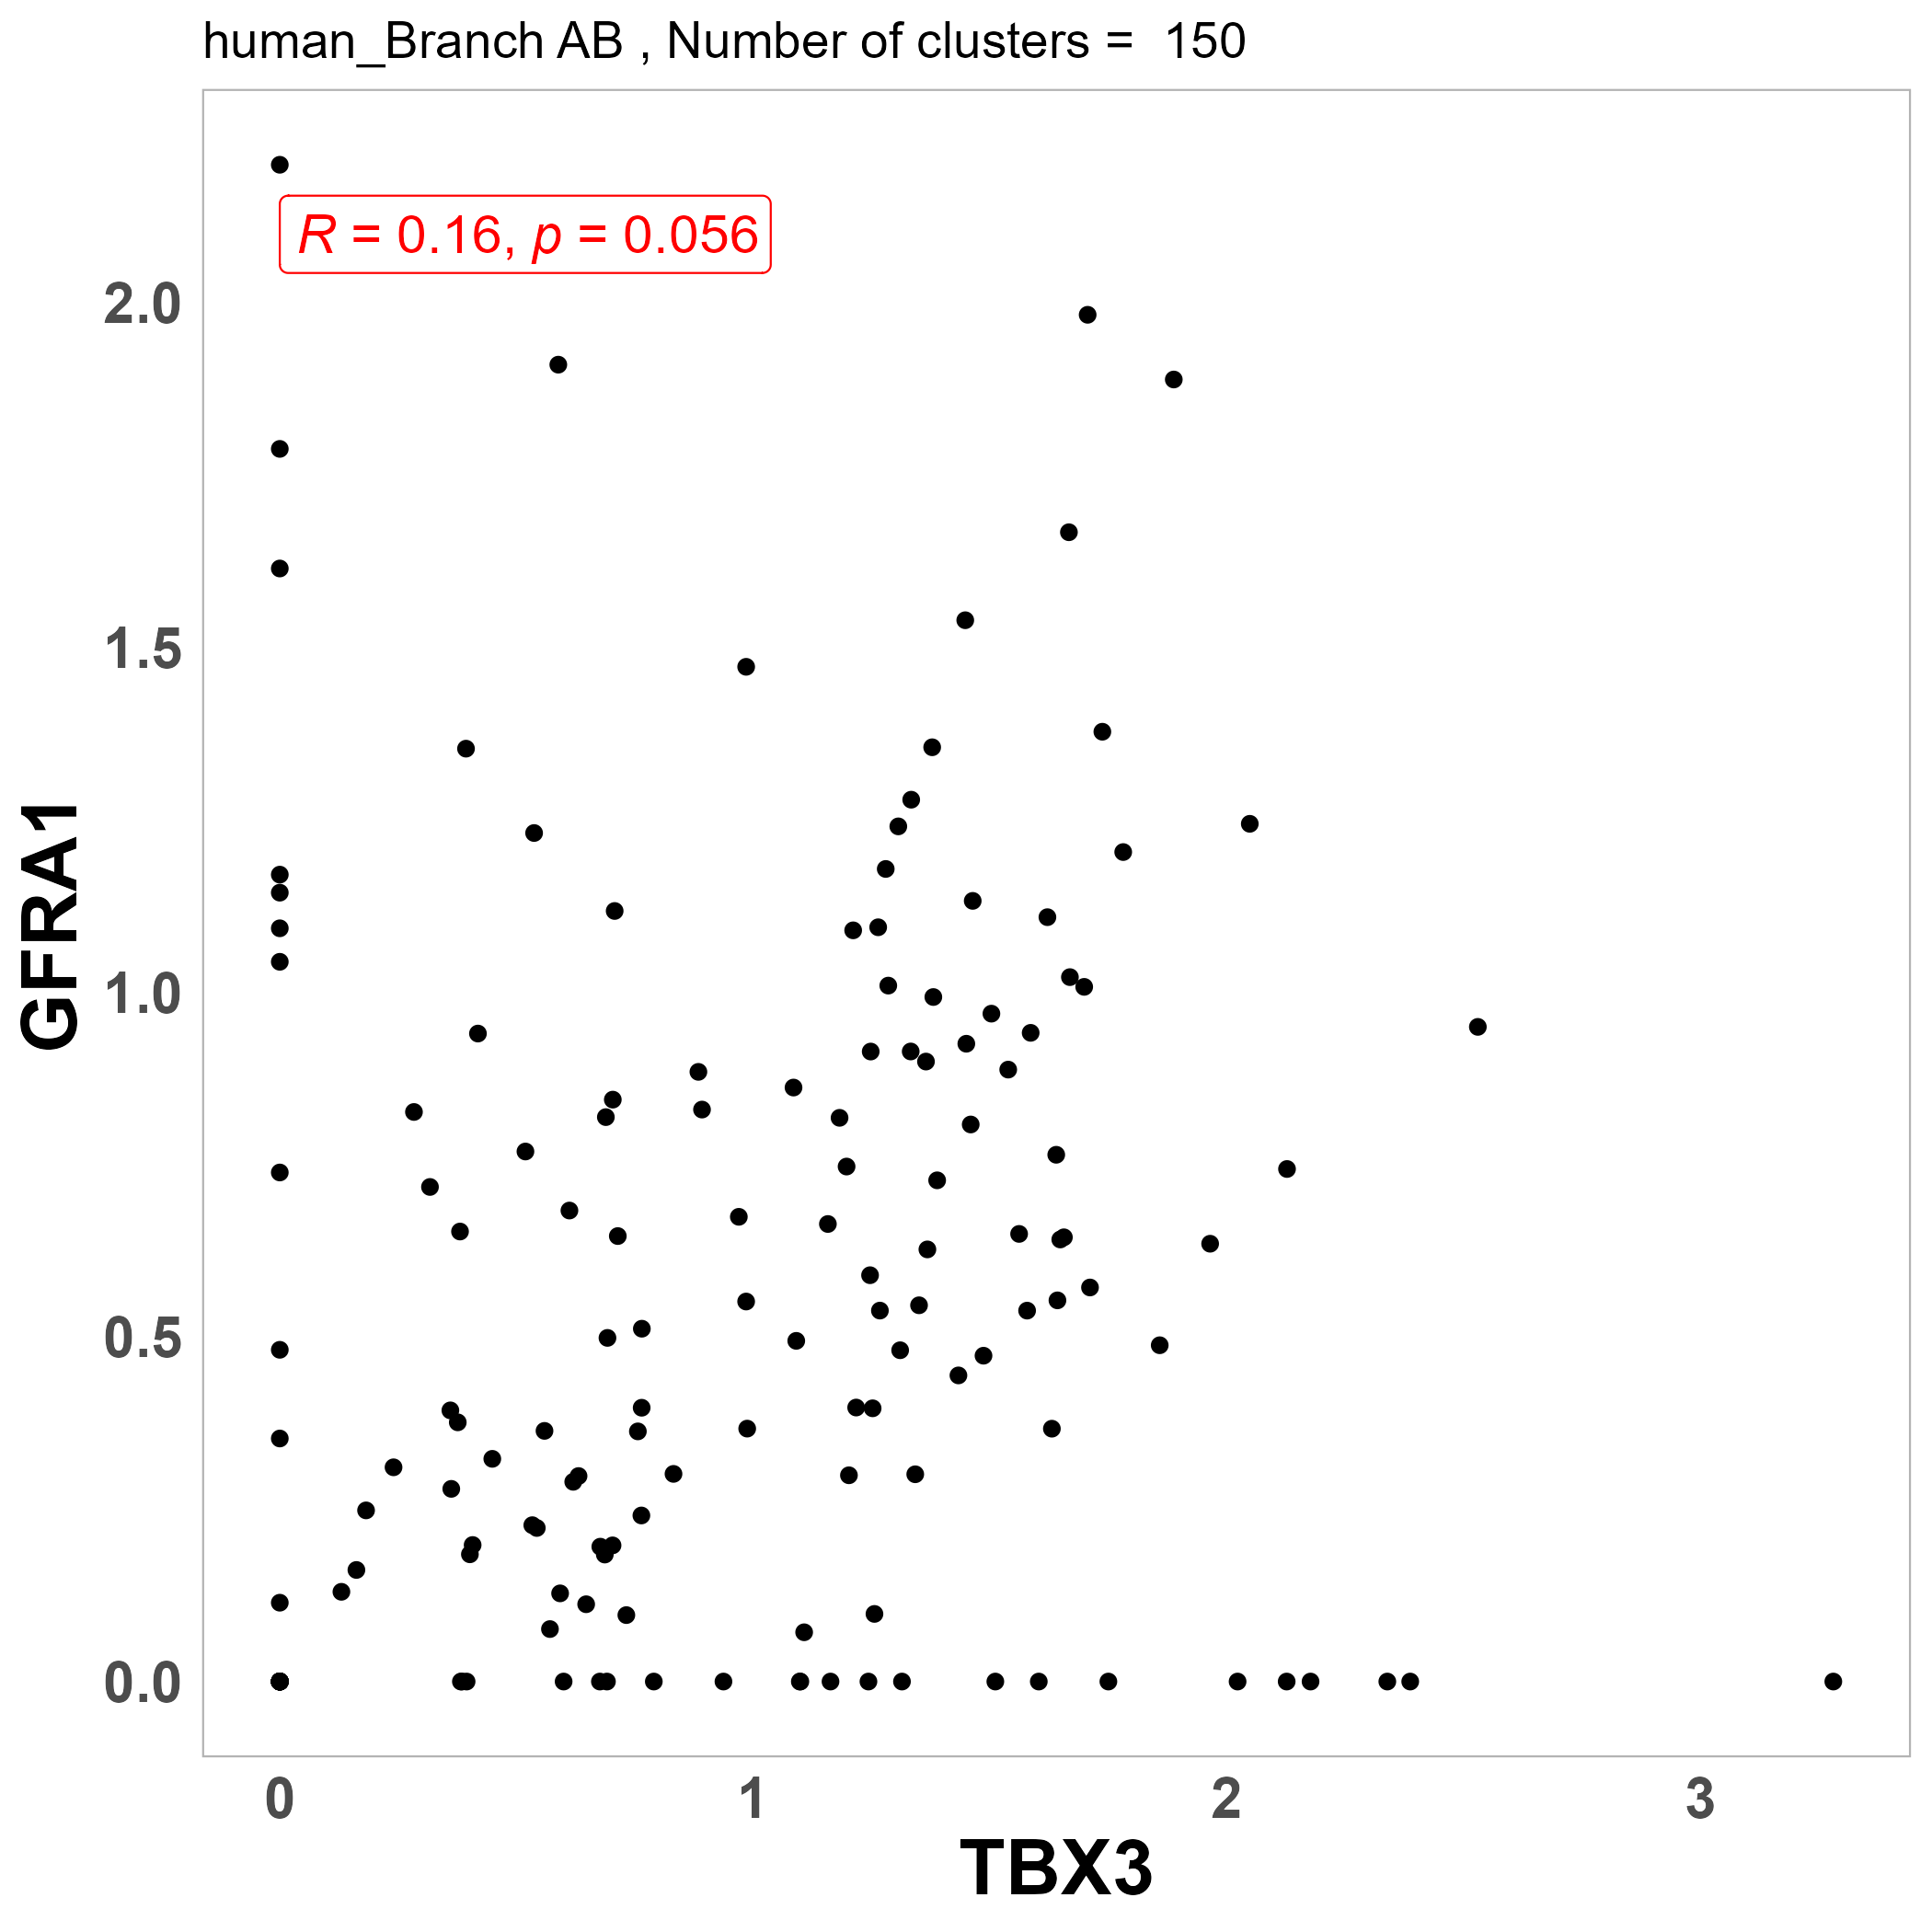 human_Branch AB , Number of clusters =  150
R = 0.16, p = 0.056
2.0
1.5
1.0
0.5
0.0
GFRA1
0 1 2 3
TBX3